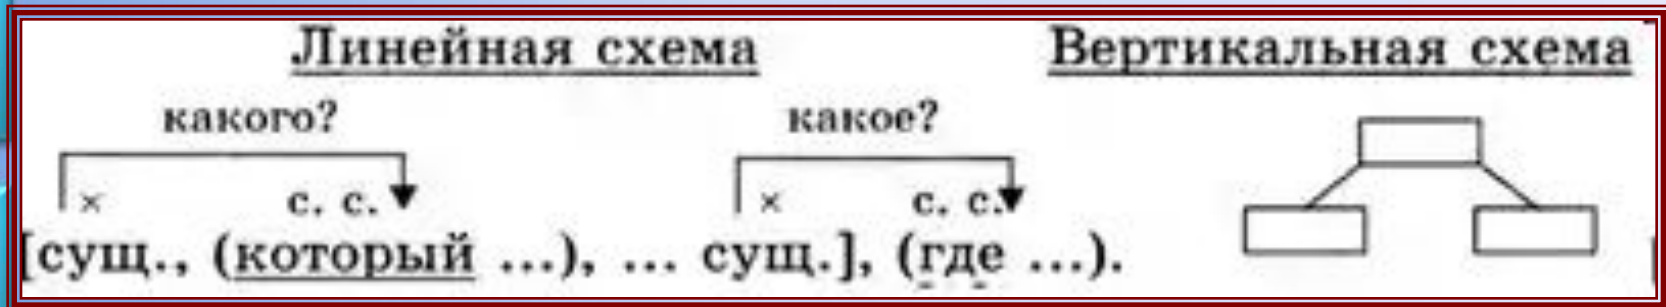 Линейная схема Вертикальная схема
какого? какое?
× с. с. × с. с.
[сущ., (который ...), ... сущ.], (где ...).